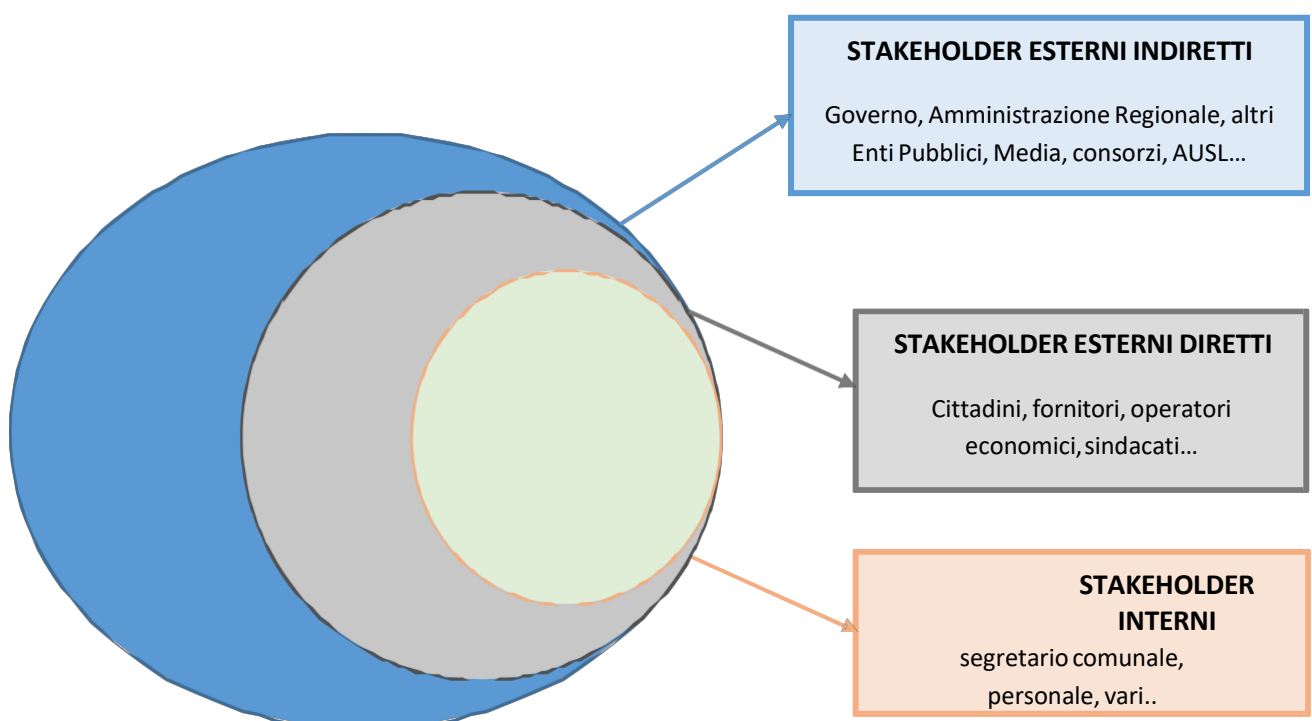 STAKEHOLDER ESTERNI INDIRETTI
Governo, Amministrazione Regionale, altri
Enti Pubblici, Media, consorzi, AUSL…
STAKEHOLDER ESTERNI DIRETTI
Cittadini, fornitori, operatori
economici, sindacati…
STAKEHOLDER
INTERNI
segretario comunale,
personale, vari..